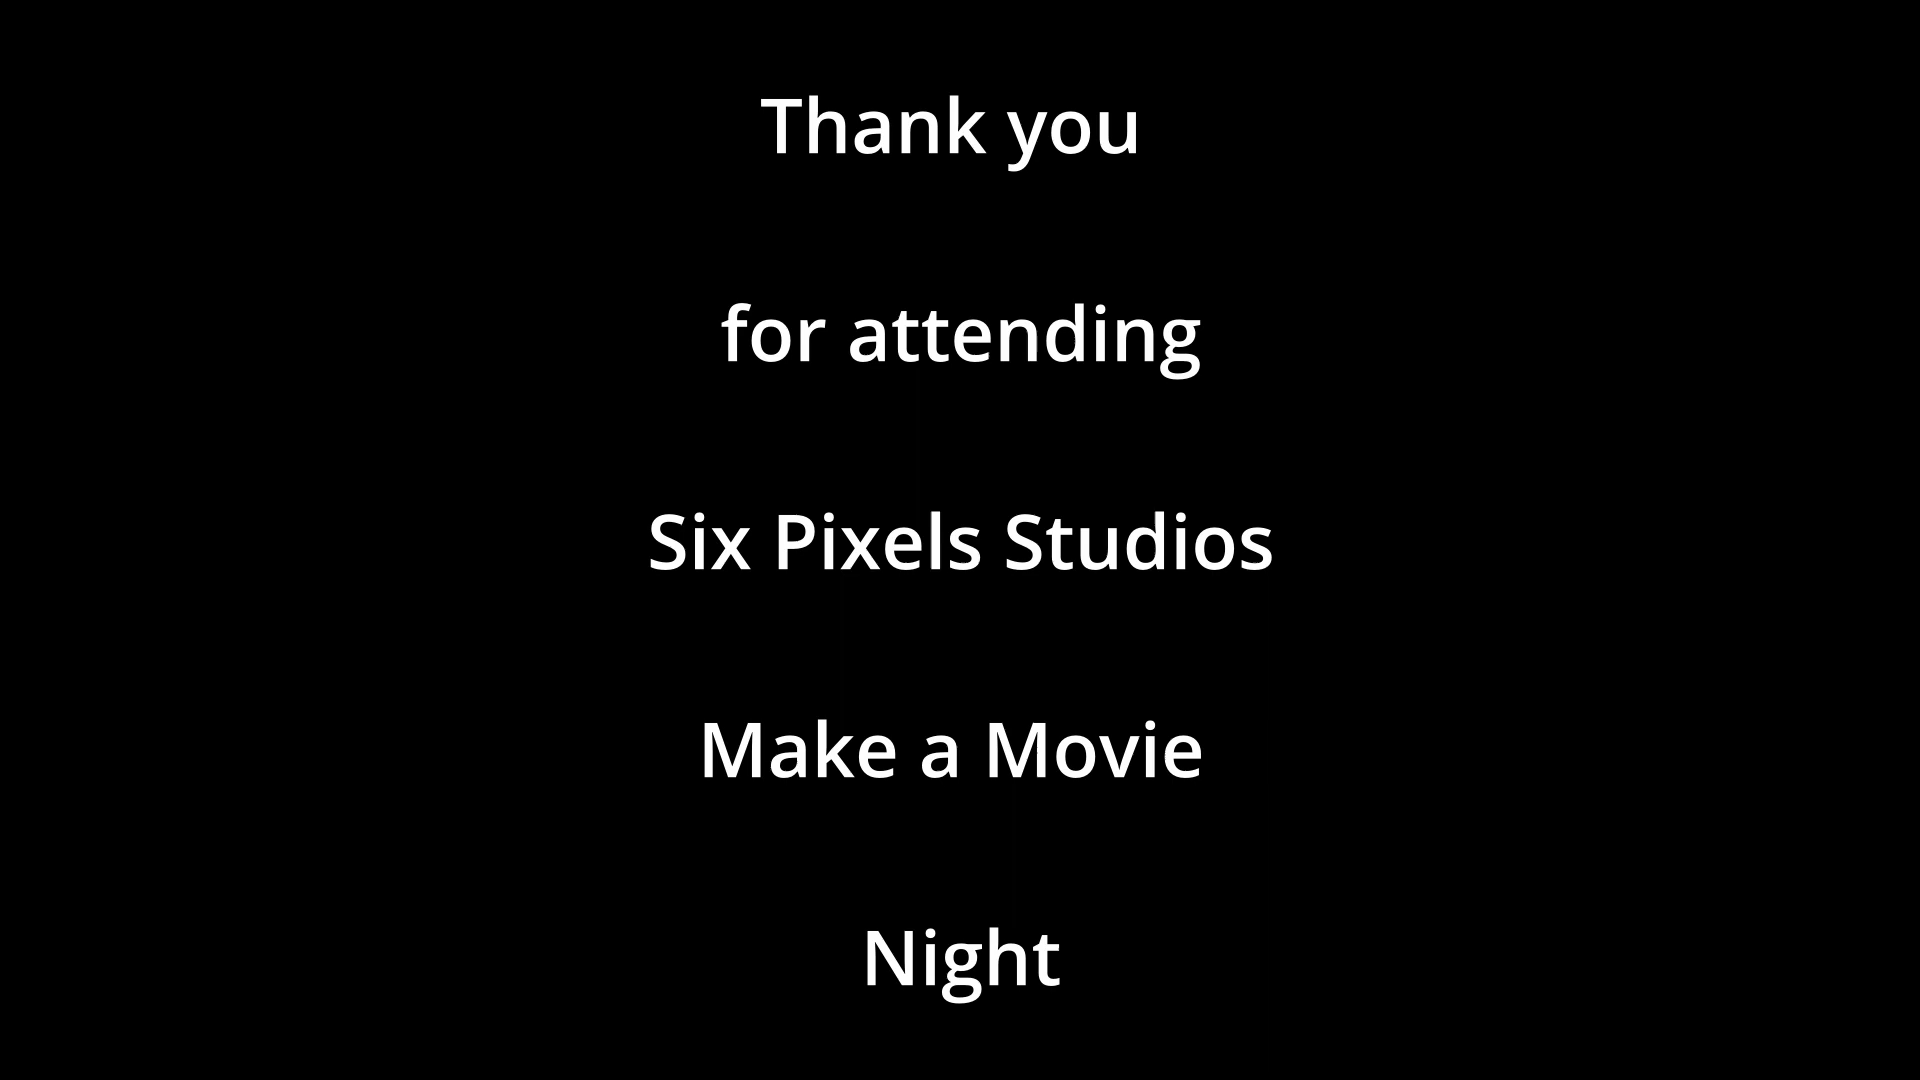 Thank you
for attending
Six Pixels Studios
Make a Movie
Night